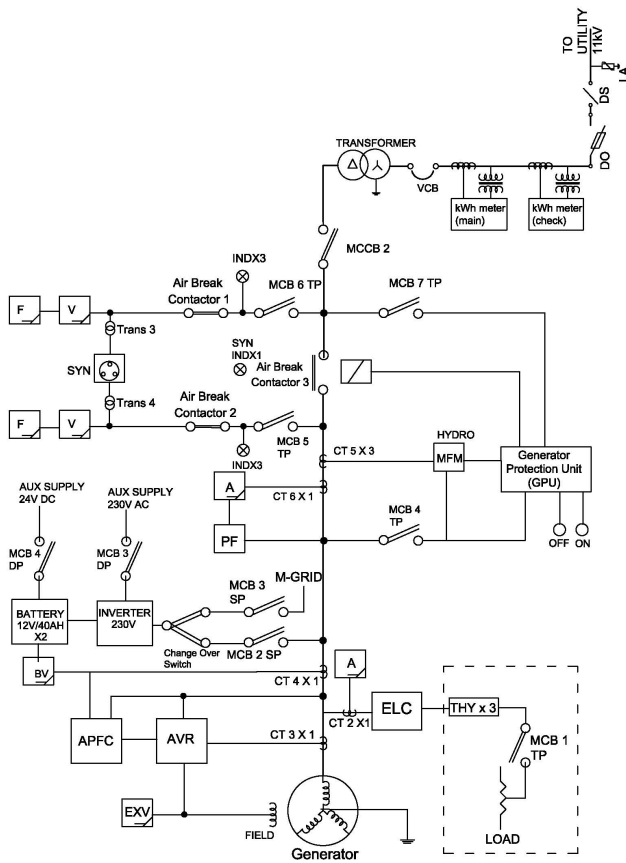 TO
UTILITY
11kV
LA
DS
DO
TRANSFORMER
Δ
VCB
kWh meter
(main)
kWh meter
(check)
MCCB 2
INDX3
Air Break
Contactor 1
MCB 6 TP
MCB 7 TP
F
V
Trans 3
SYN
INDX1
Air Break
Contactor 3
SYN
Trans 4
Air Break
Contactor 2
F
V
MCB 5
TP
INDX3
CT 5 X 3
HYDRO
MFM
Generator
Protection Unit
(GPU)
A
CT 6 X 1
PF
MCB 4
TP
OFF
ON
AUX SUPPLY
24V DC
AUX SUPPLY
230V AC
MCB 4
DP
MCB 3
DP
MCB 3
SP
M-GRID
BATTERY
12V/40AH
X2
INVERTER
230V
Change Over
Switch
MCB 2 SP
BV
CT 4 X 1
A
CT 2 X1
ELC
THY x 3
MCB 1
TP
LOAD
APFC
AVR
CT 3 X 1
EXV
FIELD
Generator